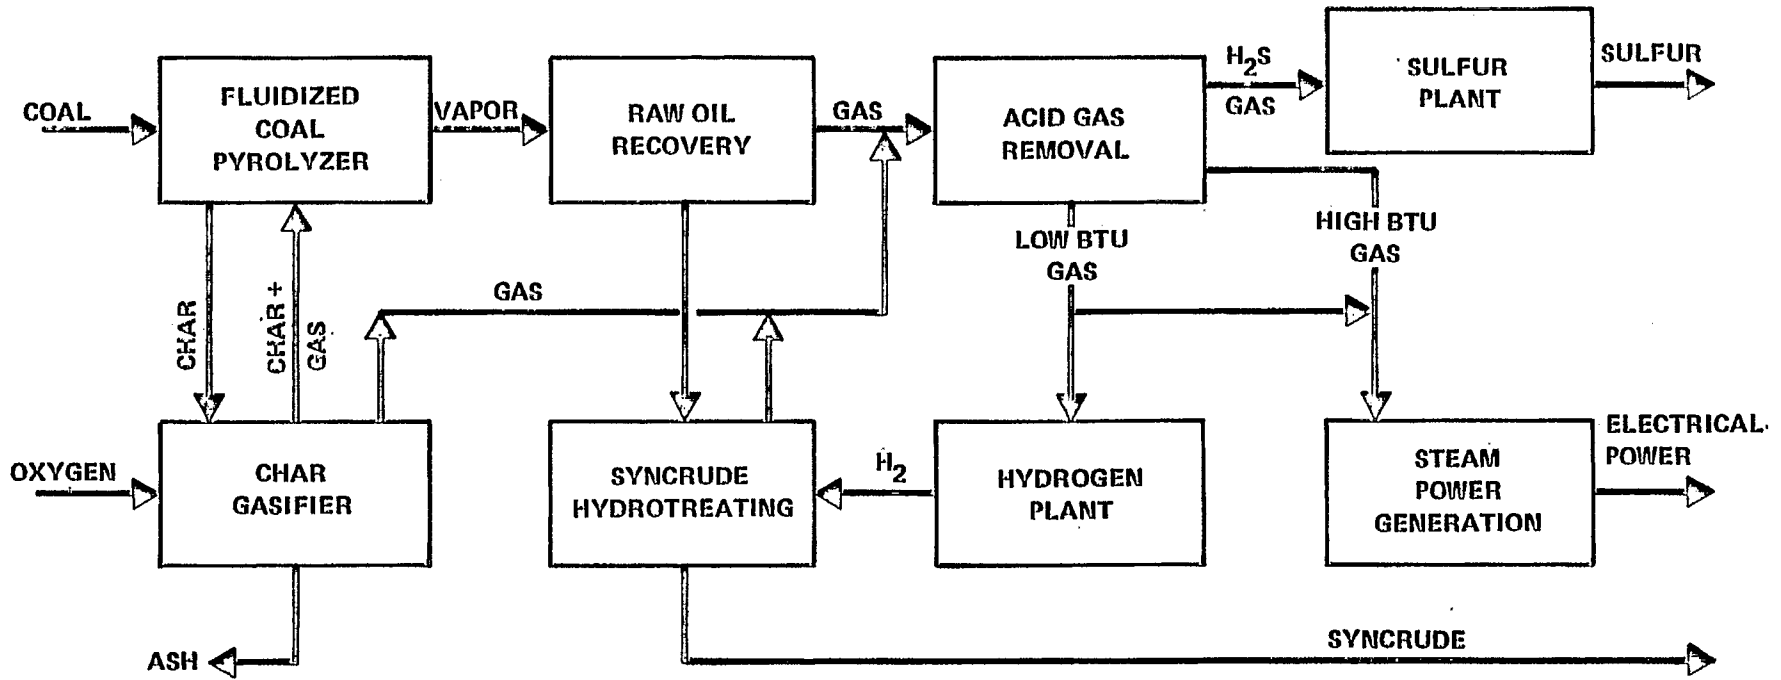 COAL
FLUIDIZED
COAL
PYROLYZER
VAPOR
RAW OIL
RECOVERY
GAS
ACID GAS
REMOVAL
H2S
GAS
SULFUR
PLANT
SULFUR
LOW BTU
GAS
HIGH BTU
GAS
CHAR
CHAR +
GAS
GAS
OXYGEN
CHAR
GASIFIER
SYNCRUDE
HYDROTREATING
H2
HYDROGEN
PLANT
STEAM
POWER
GENERATION
ELECTRICAL
POWER
ASH
SYNCRUDE